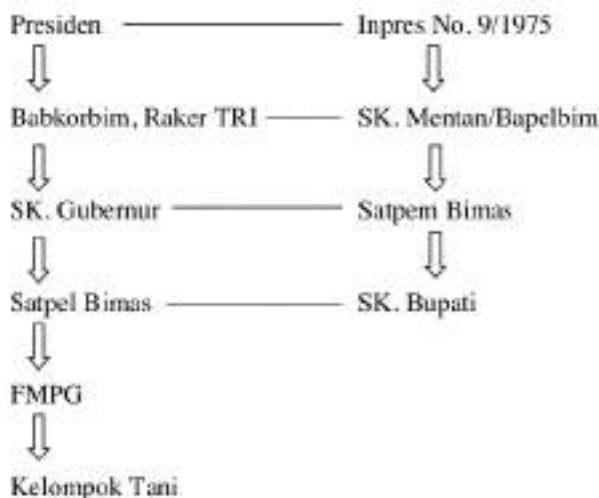 Presiden Inpres No. 9/1975
Babkorbim, Raker TRI SK. Mentan/Bapelbim
SK. Gubernur Satpem Bimas
Satpel Bimas SK. Bupati
FMPG
Kelompok Tani